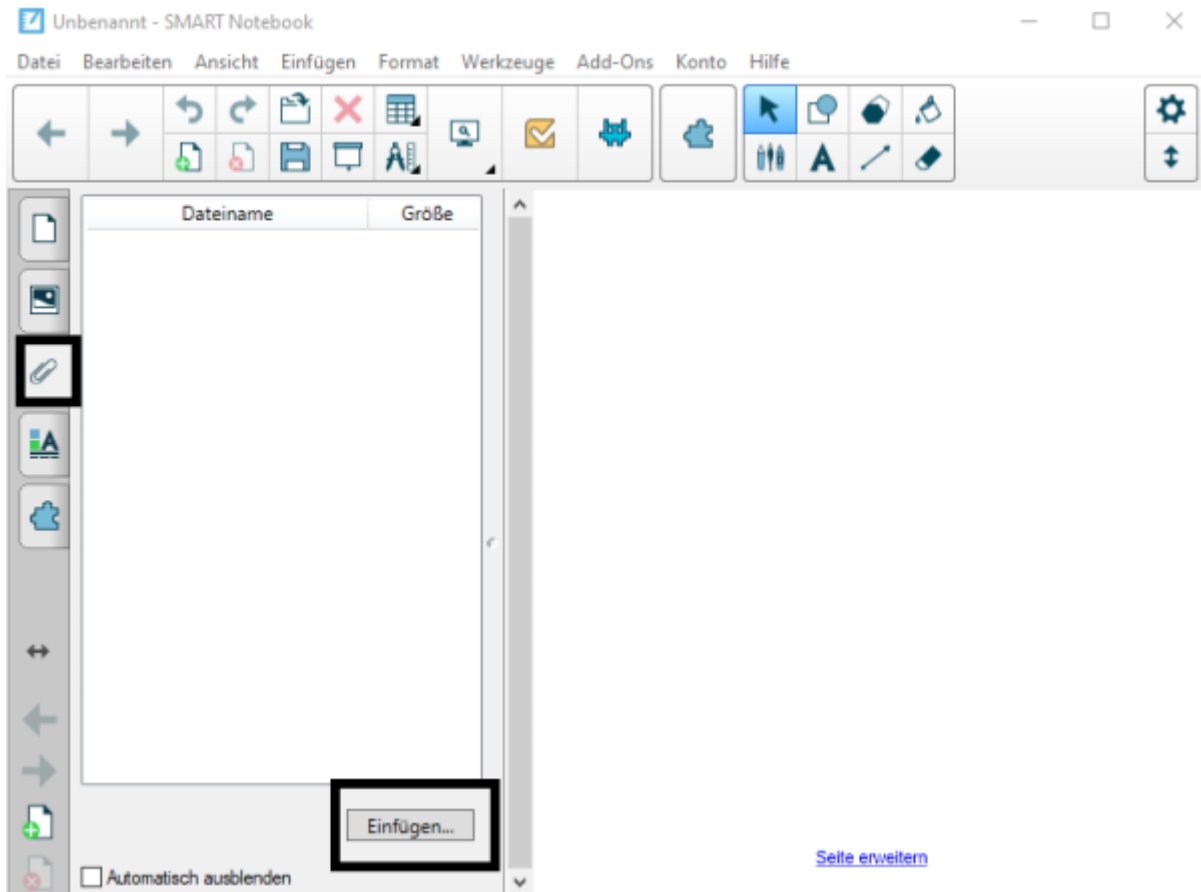 Unbenannt - SMART Notebook
Datei Bearbeiten Ansicht Einfügen Format Werkzeuge Add-Ons Konto Hilfe
Dateiname Größe
Einfügen...
Seite erweitern
Automatisch ausblenden